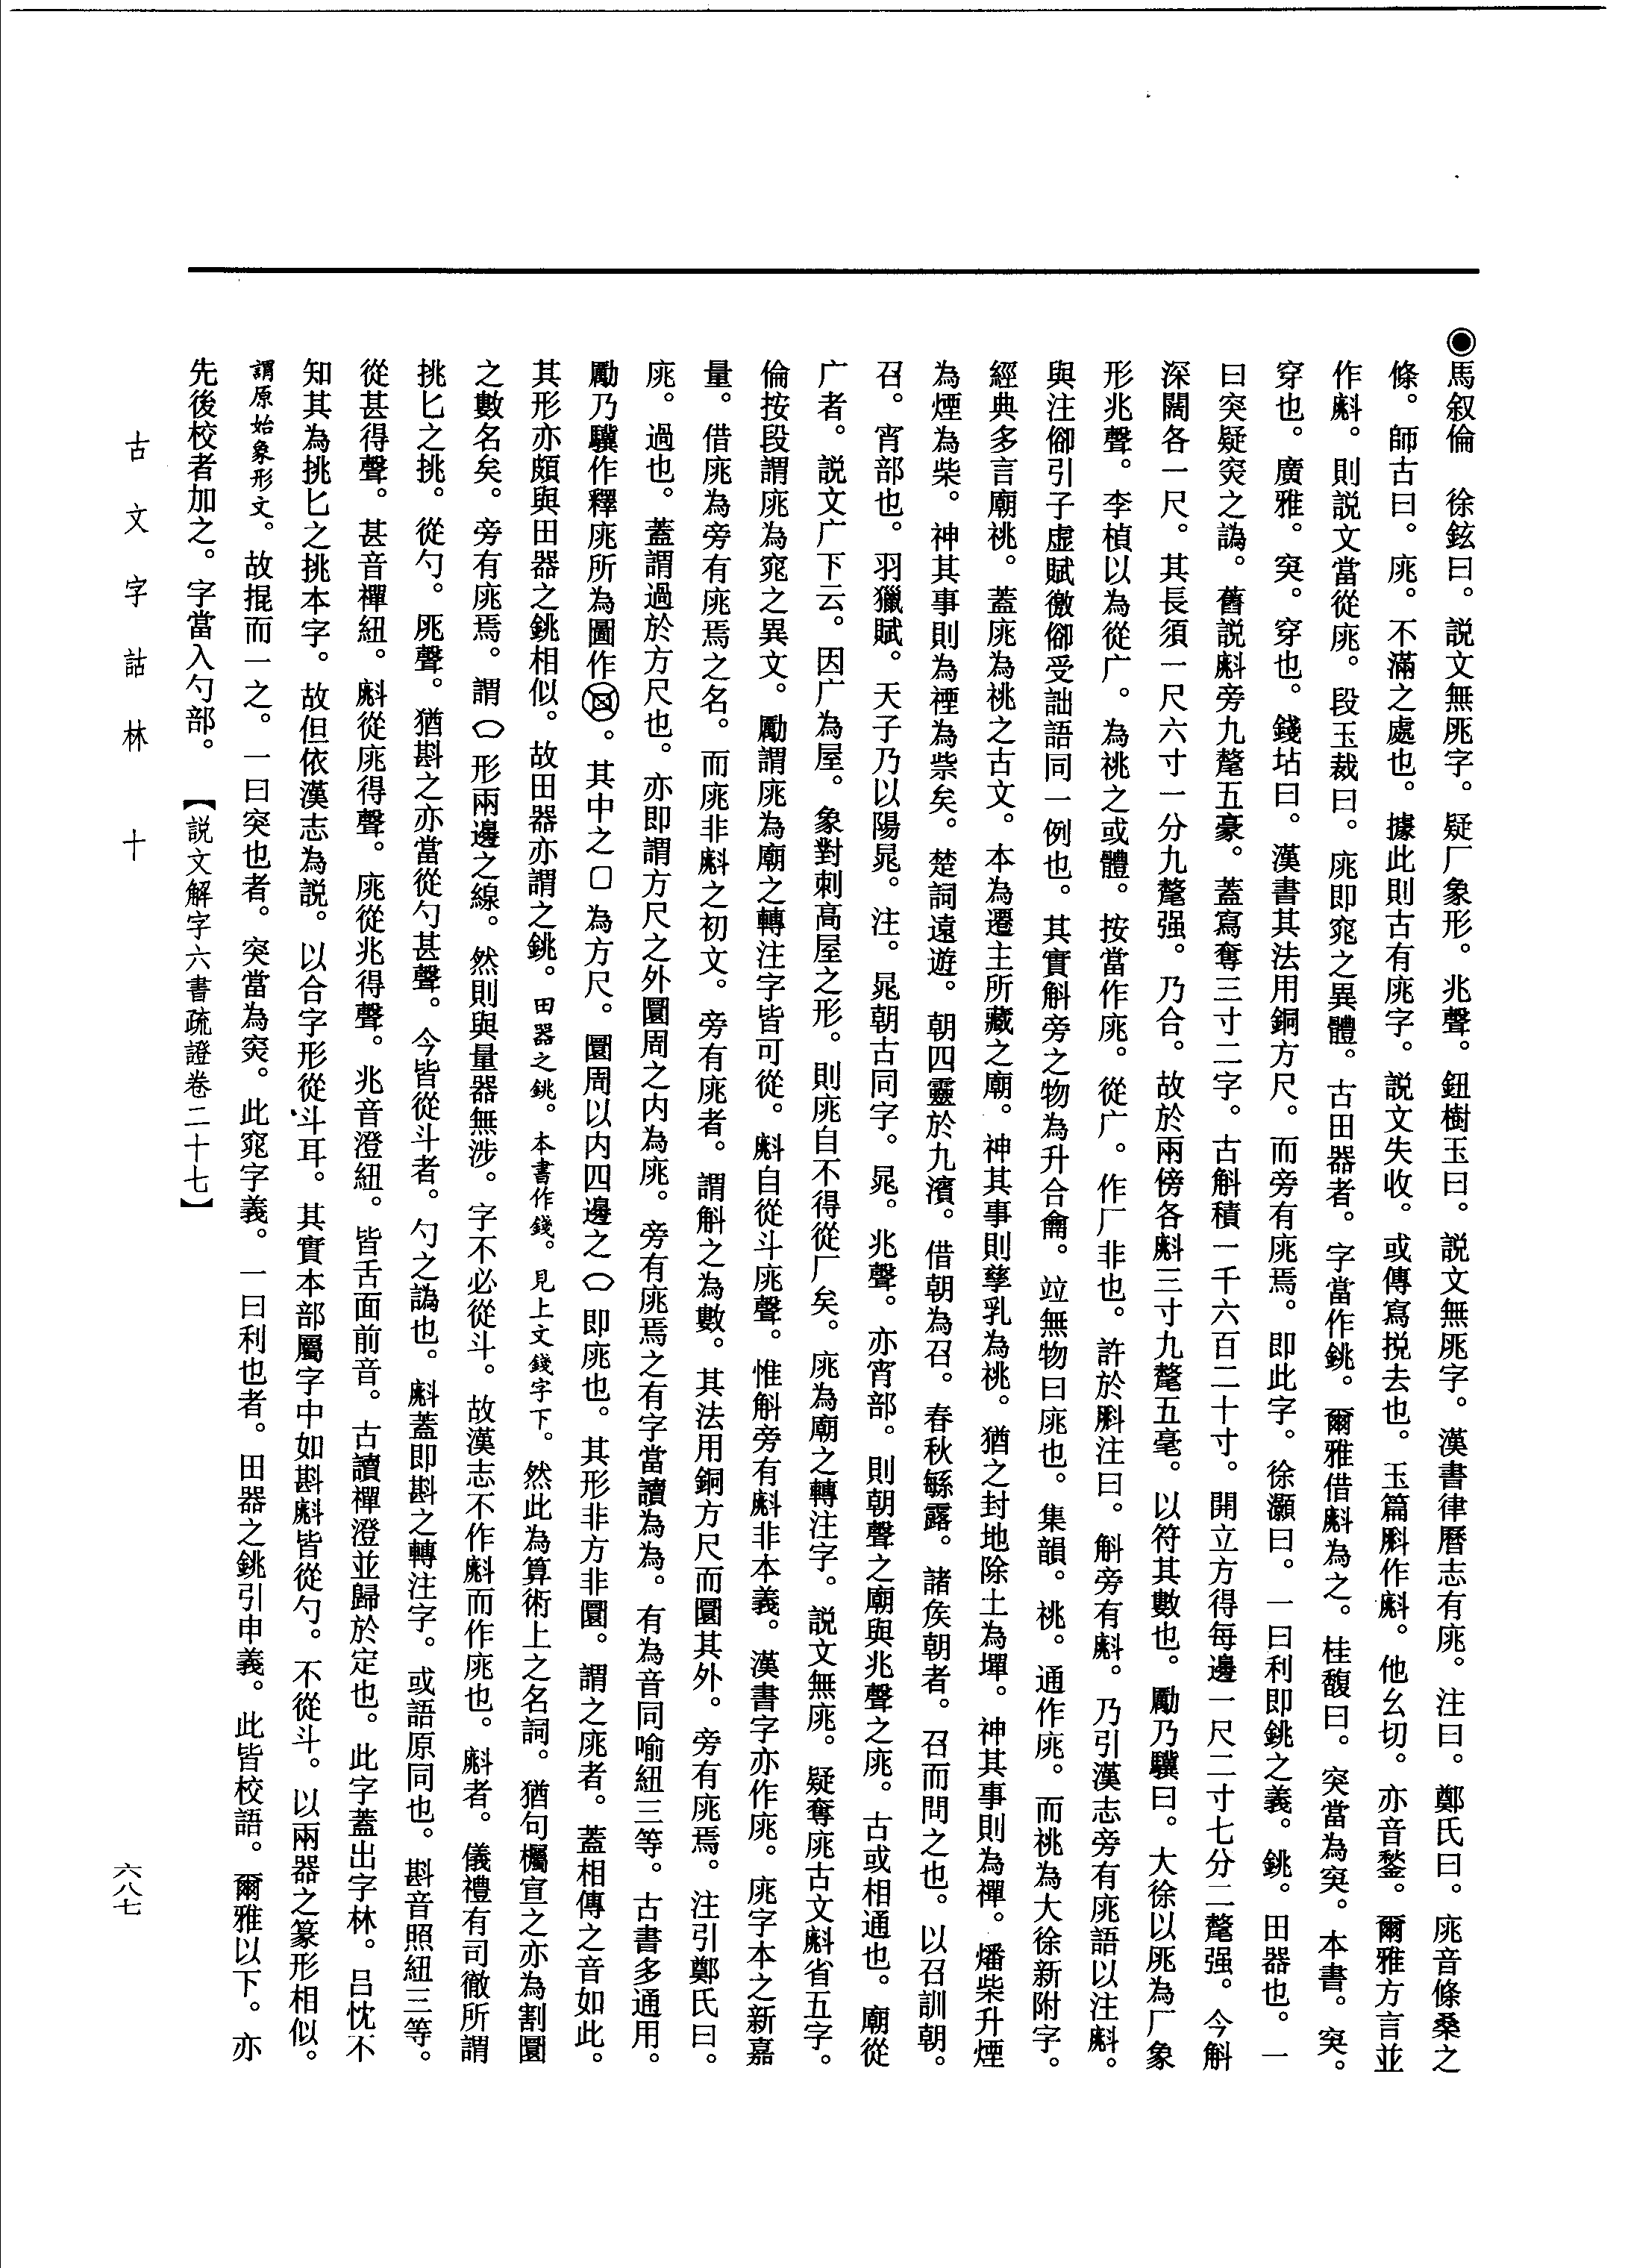 ◉馬叙倫　徐鉉曰。説文無𠩓字。疑厂象形。兆聲。鈕樹玉曰。説文無𠩓字。漢書律曆志有庣。注曰。鄭氏曰。庣音條桑之
條。師古曰。庣。不滿之處也。據此則古有庣字。説文失收。或傳寫挩去也。玉篇㪵作㪵。他幺切。亦音鍫。爾雅方言並
作㪵。則説文當從庣。段玉裁曰。庣即窕之異體。古田器者。字當作銚。爾雅借㪵為之。桂馥曰。突當為穾。本書。穾。
穿也。廣雅。穾。穿也。錢坫曰。漢書其法用銅方尺。而旁有庣焉。即此字。徐灝曰。一曰利即銚之義。銚。田器也。一
曰突疑窔之譌。舊説㪵旁九氂五豪。蓋寫奪三寸二字。古斛積一千六百二十寸。開立方得每邊一尺二寸七分二氂强。今斛
深闊各一尺。其長須一尺六寸一分九氂强。乃合。故於兩傍各㪵三寸九氂五毫。以符其數也。勵乃驥曰。大徐以𠩓為厂象
形兆聲。李楨以為從广。為祧之或體。按當作庣。從广。作厂非也。許於㪵注曰。斛旁有㪵。乃引漢志旁有庣語以注㪵。
與注御引子虛賦徼御受詘語同一例也。其實斛旁之物為升合龠。竝無物曰庣也。集韻。祧。通作庣。而祧為大徐新附字。
經典多言廟祧。蓋庣為祧之古文。本為遷主所藏之廟。神其事則孳乳為祧。猶之封地除土為墠。神其事則為禪。燔柴升煙
為煙為柴。神其事則為禋為祡矣。楚詞遠遊。朝四靈於九濱。借朝為召。春秋緐露。諸矦朝者。召而問之也。以召訓朝。
召。宵部也。羽獵賦。天子乃以陽晁。注。晁朝古同字。晁。兆聲。亦宵部。則朝聲之廟與兆聲之庣。古或相通也。廟從
广者。説文广下云。因广為屋。象對刺高屋之形。則庣自不得從厂矣。庣為廟之轉注字。説文無庣。疑奪庣古文㪵省五字。
倫按段謂庣為窕之異文。勵謂庣為廟之轉注字皆可從。㪵自從斗庣聲。惟斛旁有㪵非本義。漢書字亦作庣。庣字本之新嘉
量。借庣為旁有庣焉之名。而庣非㪵之初文。旁有庣者。謂斛之為數。其法用銅方尺而圜其外。旁有庣焉。注引鄭氏曰。
庣。過也。蓋謂過於方尺也。亦即謂方尺之外圜周之内為庣。旁有庣焉之有字當讀為為。有為音同喻紐三等。古書多通用。
勵乃驥作釋庣所為圖作。其中之口為方尺。圜周以内四邊之即庣也。其形非方非圜。謂之庣者。蓋相傳之音如此。
其形亦頗與田器之銚相似。故田器亦謂之銚。田器之銚。本書作錢。見上文錢字下。然此為算術上之名詞。猶句欘宣之亦為割圜
之數名矣。旁有庣焉。謂形兩邊之線。然則與量器無涉。字不必從斗。故漢志不作㪵而作庣也。㪵者。儀禮有司徹所謂
挑匕之挑。從勺。𠩓聲。猶斟之亦當從勺甚聲。今皆從斗者。勺之譌也。㪵蓋即斟之轉注字。或語原同也。斟音照紐三等。
從甚得聲。甚音禪紐。㪵從庣得聲。庣從兆得聲。兆音澄紐。皆舌面前音。古讀禪澄並歸於定也。此字蓋出字林。吕忱不
知其為挑匕之挑本字。故但依漢志為説。以合字形從斗耳。其實本部屬字中如斟㪵皆從勺。不從斗。以兩器之篆形相似。
謂原始象形文。故掍而一之。一曰突也者。突當為穾。此窕字義。一曰利也者。田器之銚引申義。此皆校語。爾雅以下。亦
先後校者加之。字當入勺部。　【説文解字六書疏證卷二十七】
古文字詁林　十
六八七